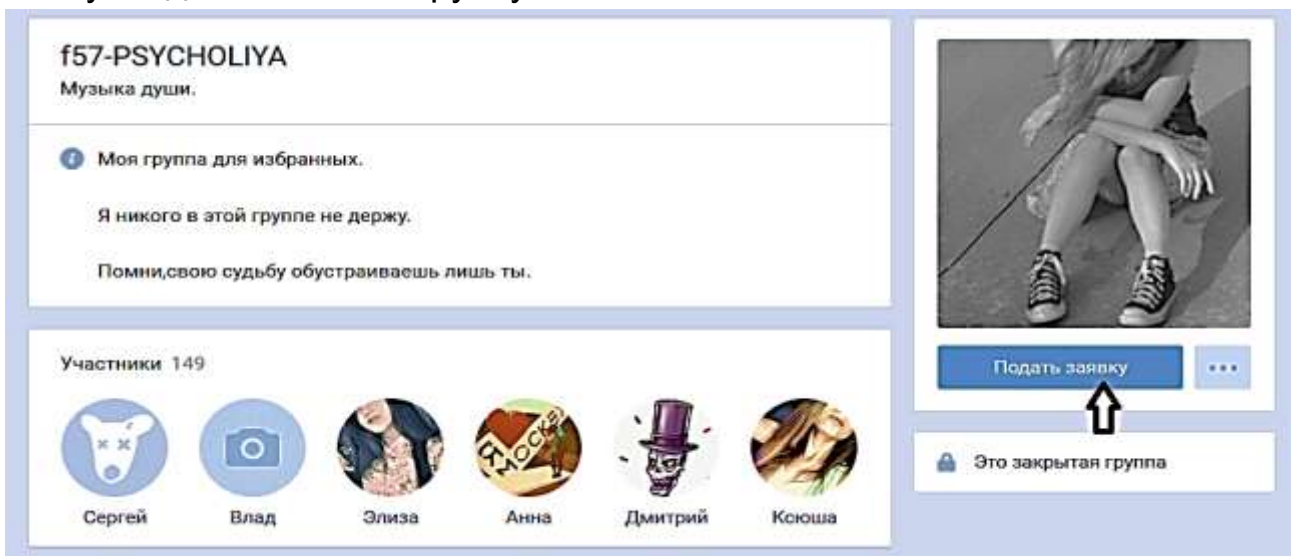 f57-PSYCHOLIYA
Музыка души.
Моя группа для избранных.
Я никого в этой группе не держу.
Помни,свою судьбу обустраиваешь лишь ты.
Участники 149
Сергей
Влад
Элиза
Анна
Дмитрий
Ксюша
Подать заявку
Это закрытая группа